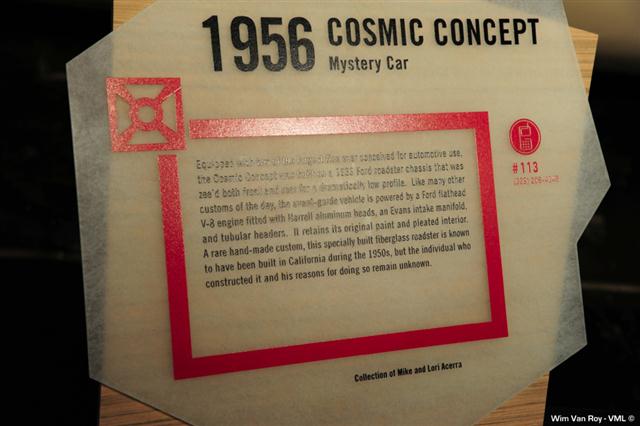 1956 COSMIC CONCEPT
Mystery Car
Equipped with of the largest fins ever conceived for automotive use,
the Cosmic Concept was built on a Ford roadster chassis that was
zee'd both front and rear for a dramatically low profile. Like many other
customs of the day, the avant-garde vehicle is powered by a Ford flathead
V-8 engine fitted with Harrell aluminum heads, an Evans intake manifold,
and tubular headers. It retains its original paint and pleated interior.
A rare hand-made custom, this specially built fiberglass roadster is known
to have been built in California during the 1950s, but the individual who
constructed it and his reasons for doing so remain unknown.
#113
Collection of Mike and Lori Acerra
Wim Van Roy - VML ©